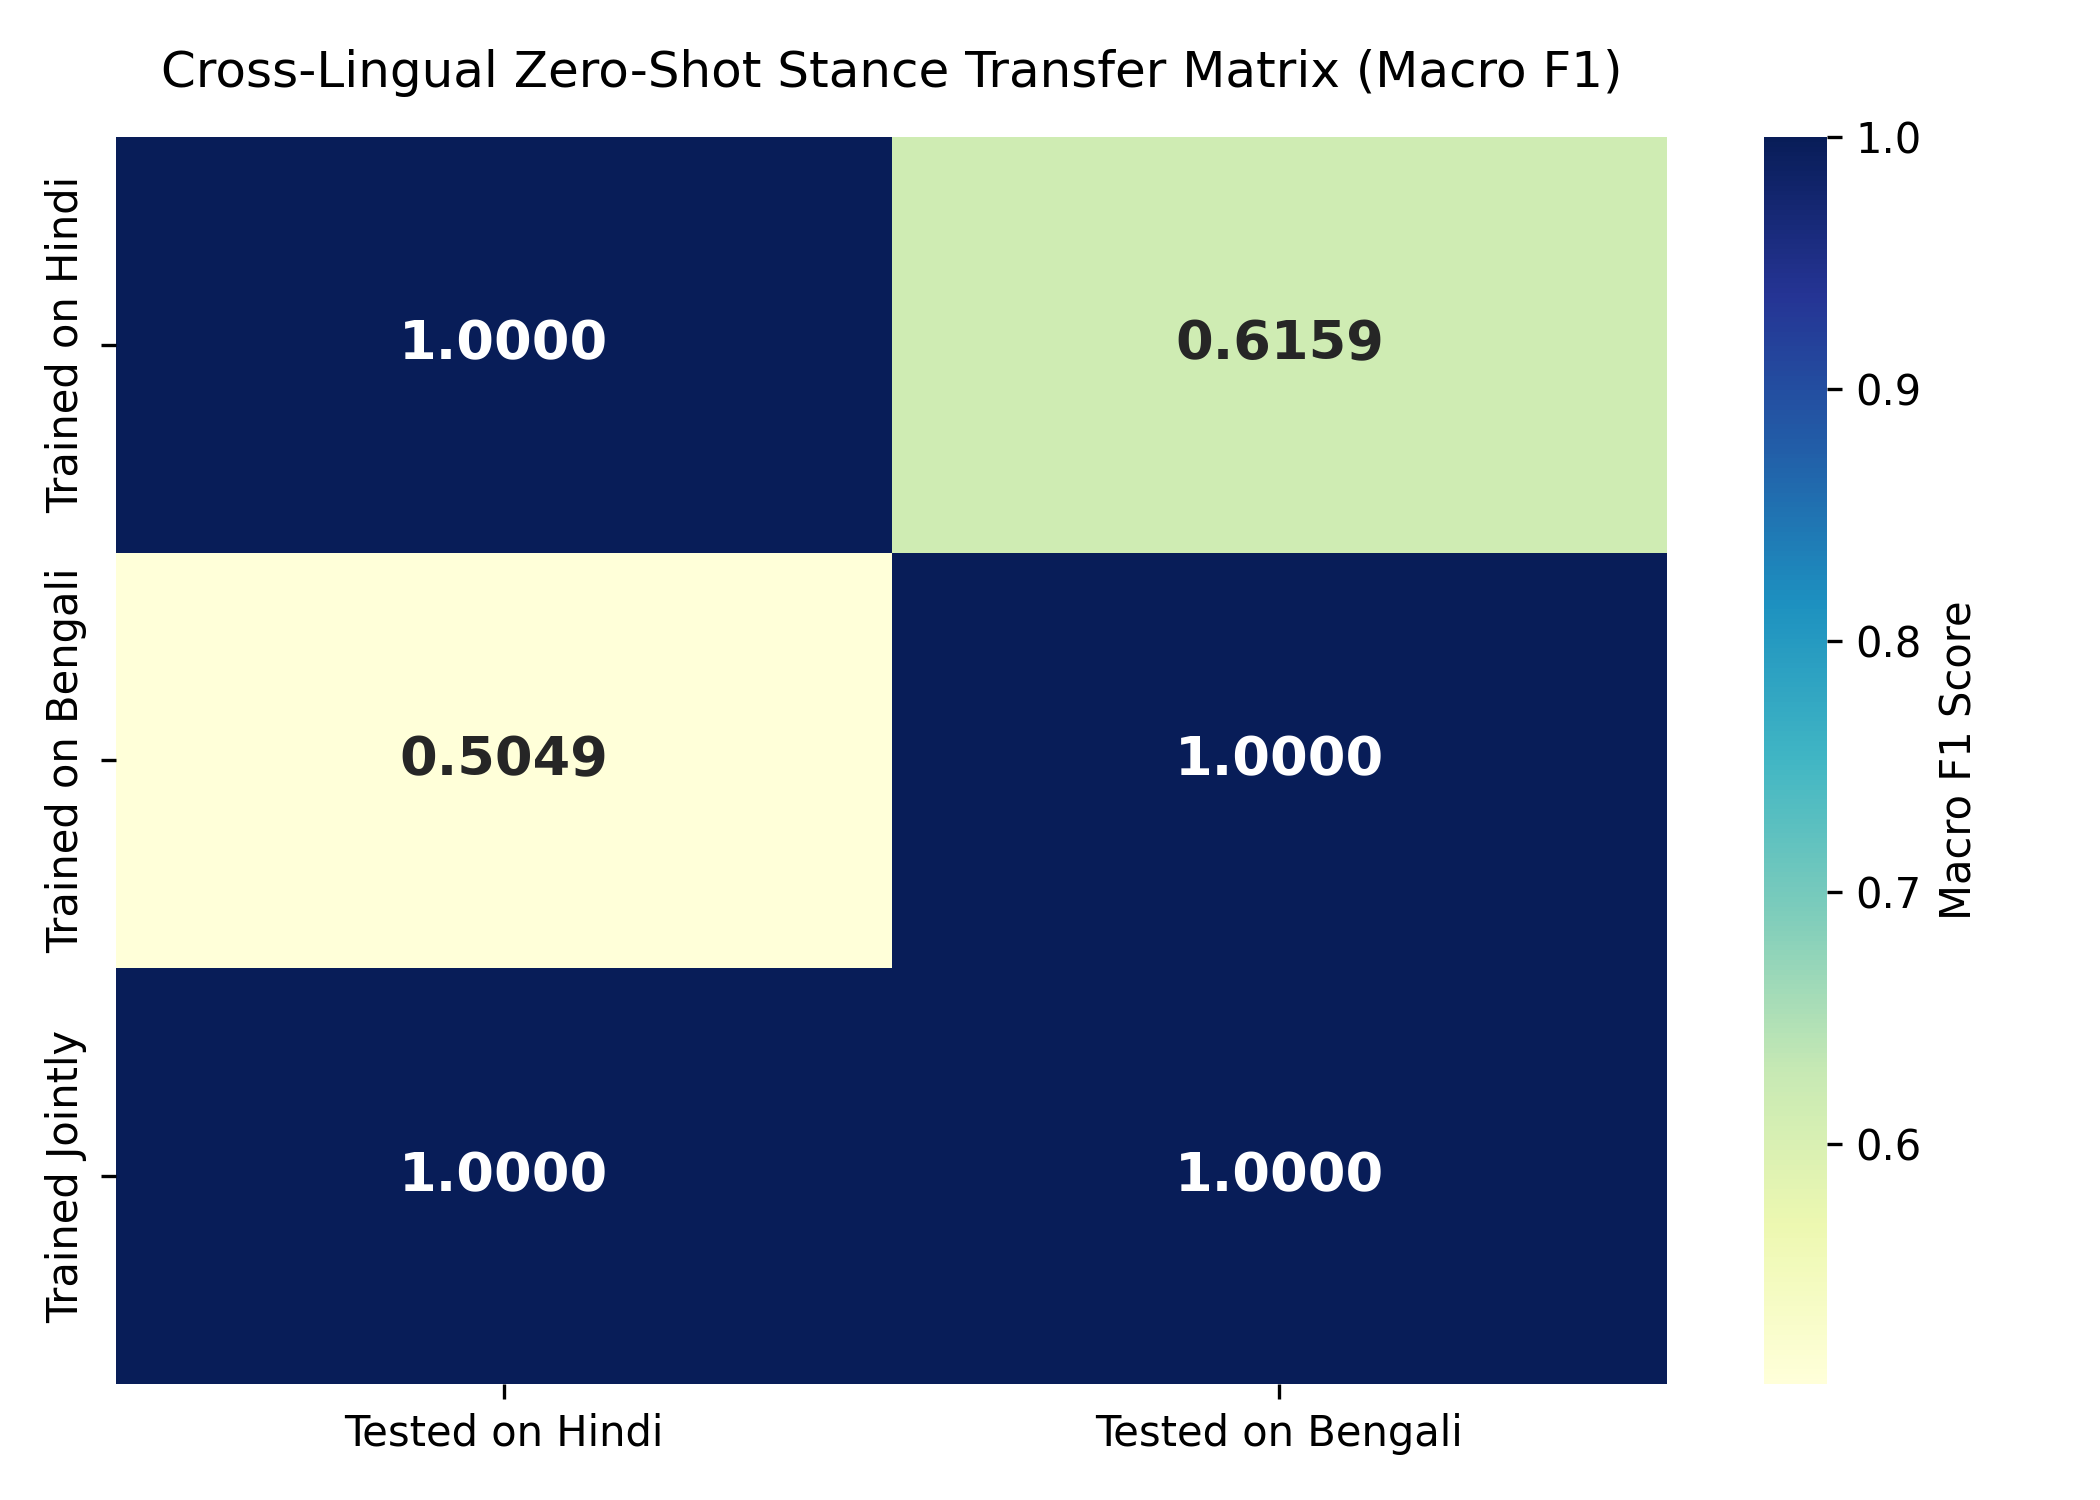 Cross-Lingual Zero-Shot Stance Transfer Matrix (Macro F1)
Trained on Hindi
1.0000
0.6159
Trained on Bengali
0.5049
1.0000
Trained Jointly
1.0000
1.0000
Tested on Hindi
Tested on Bengali
1.0
0.9
0.8
0.7
0.6
Macro F1 Score